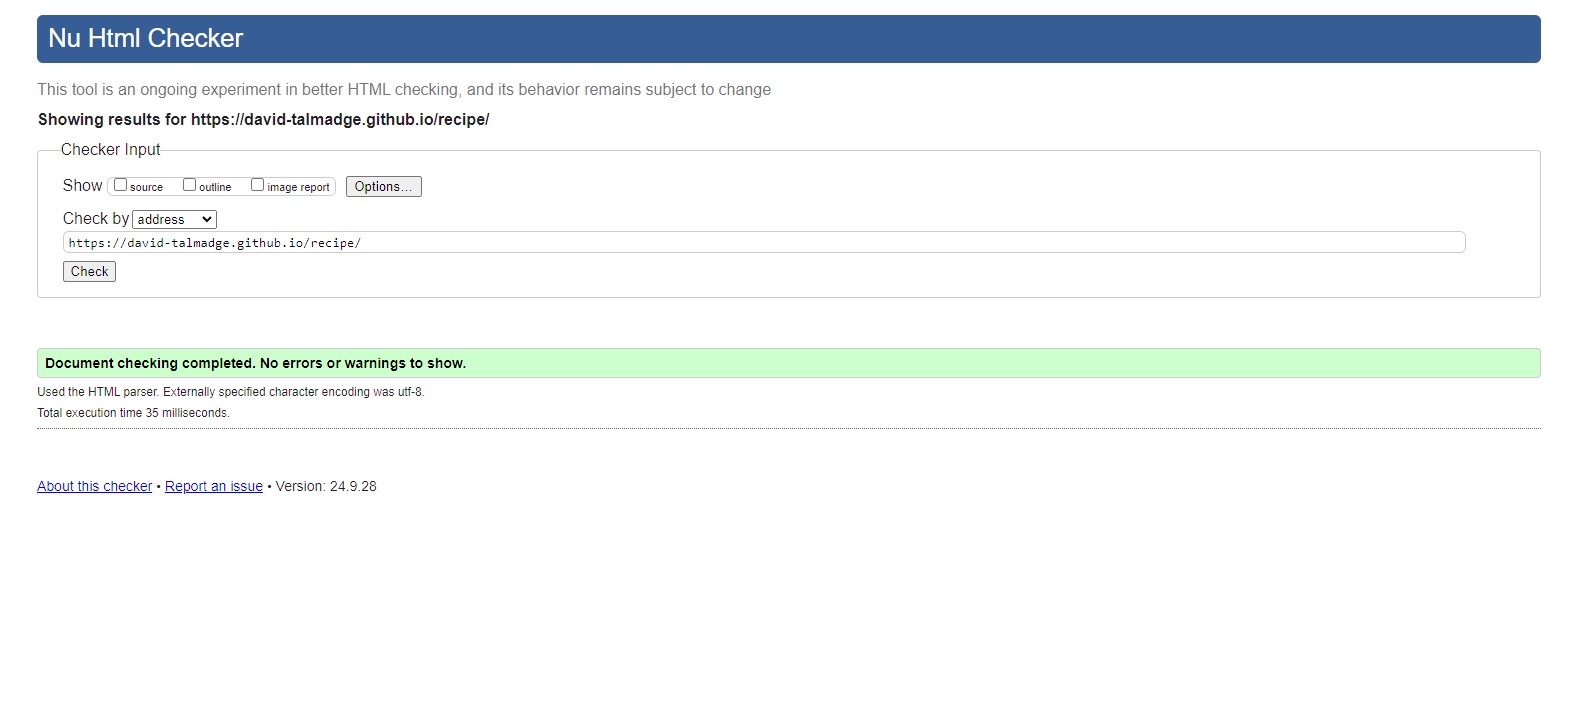 Nu Html Checker
This tool is an ongoing experiment in better HTML checking, and its behavior remains subject to change
Showing results for https://david-talmadge.github.io/recipe/
Checker Input
Show source outline image report Options...
Check by address
https://david-talmadge.github.io/recipe/
Check
Document checking completed. No errors or warnings to show.
Used the HTML parser. Externally specified character encoding was utf-8.
Total execution time 35 milliseconds.
About this checker • Report an issue • Version: 24.9.28